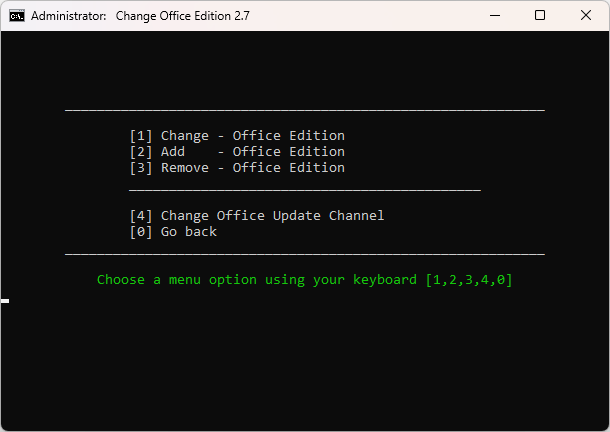 Administrator: Change Office Edition 2.7
[1] Change - Office Edition
[2] Add    - Office Edition
[3] Remove - Office Edition
[4] Change Office Update Channel
[0] Go back
Choose a menu option using your keyboard [1,2,3,4,0]